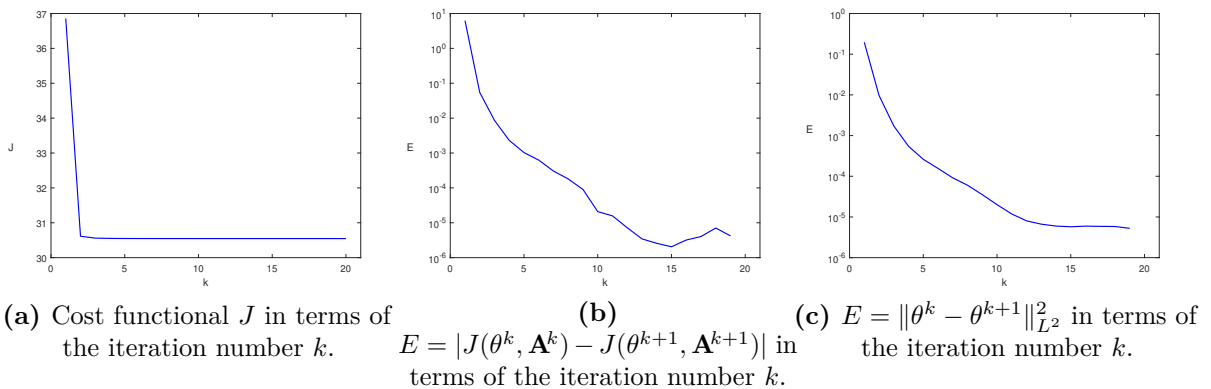 37
36
35
34
33
32
31
30
J
0
5
10
15
20
k
10^1
10^0
10^-1
10^-2
10^-3
10^-4
10^-5
10^-6
E
0
5
10
15
20
k
10^0
10^-1
10^-2
10^-3
10^-4
10^-5
10^-6
E
0
5
10
15
20
k
(a) Cost functional J in terms of
the iteration number k.
(b)
E = |J(θ^k, A^k) − J(θ^{k+1}, A^{k+1})| in
terms of the iteration number k.
(c) E = ‖θ^k − θ^{k+1}‖²_{L²} in terms of
the iteration number k.